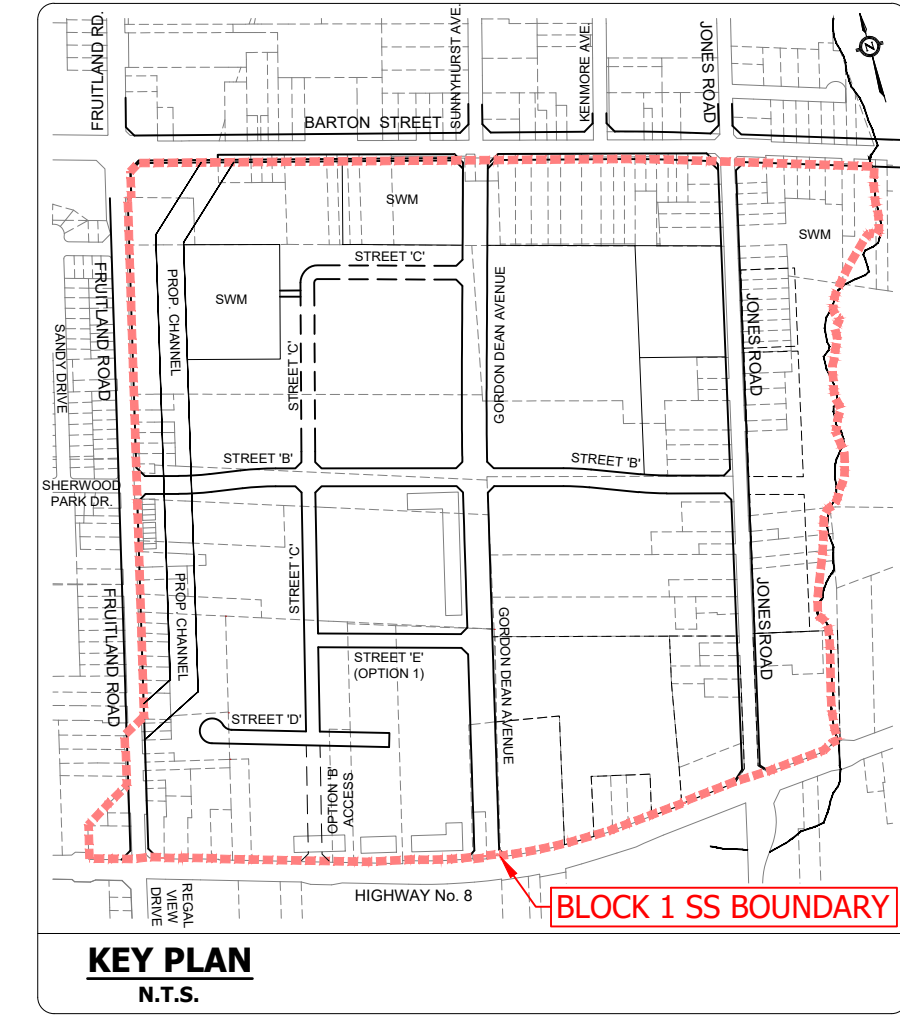 FRUITLAND RD.
SUNNYHURST AVE.
KENMORE AVE.
JONES ROAD
N
BARTON STREET
SWM
SWM
STREET 'C'
FRUITLAND ROAD
PROP. CHANNEL
SWM
GORDON DEAN AVENUE
JONES ROAD
SANDY DRIVE
STREET 'C'
STREET 'B'
STREET 'B'
SHERWOOD
PARK DR.
STREET 'C'
PROP. CHANNEL
FRUITLAND ROAD
JONES ROAD
GORDON DEAN AVENUE
STREET 'E'
(OPTION 1)
STREET 'D'
OPTION 'B'
ACCESS
REGAL
VIEW
DRIVE
HIGHWAY No. 8
BLOCK 1 SS BOUNDARY
KEY PLAN
N.T.S.